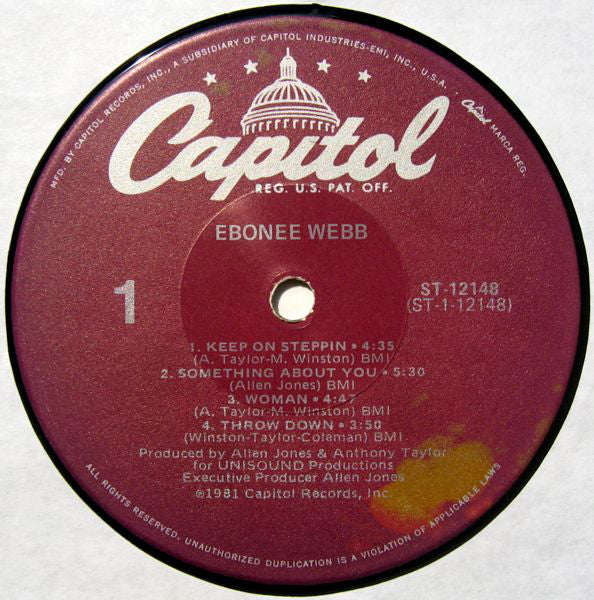 MFD. BY CAPITOL RECORDS, INC., A SUBSIDIARY OF CAPITOL INDUSTRIES-EMI, INC., U.S.A. • Capitol MARCA REG.
Capitol
REG. U.S. PAT. OFF.
EBONEE WEBB
1
ST-12148
(ST-1-12148)
1. KEEP ON STEPPIN • 4:35
(A. Taylor-M. Winston) BMI
2. SOMETHING ABOUT YOU • 5:30
(Allen Jones) BMI
3. WOMAN • 4:47
(A. Taylor-M. Winston) BMI
4. THROW DOWN • 3:50
(Winston-Taylor-Coleman) BMI
Produced by Allen Jones & Anthony Taylor
for UNISOUND Productions
Executive Producer Allen Jones
℗1981 Capitol Records, Inc.
ALL RIGHTS RESERVED. UNAUTHORIZED DUPLICATION IS A VIOLATION OF APPLICABLE LAWS